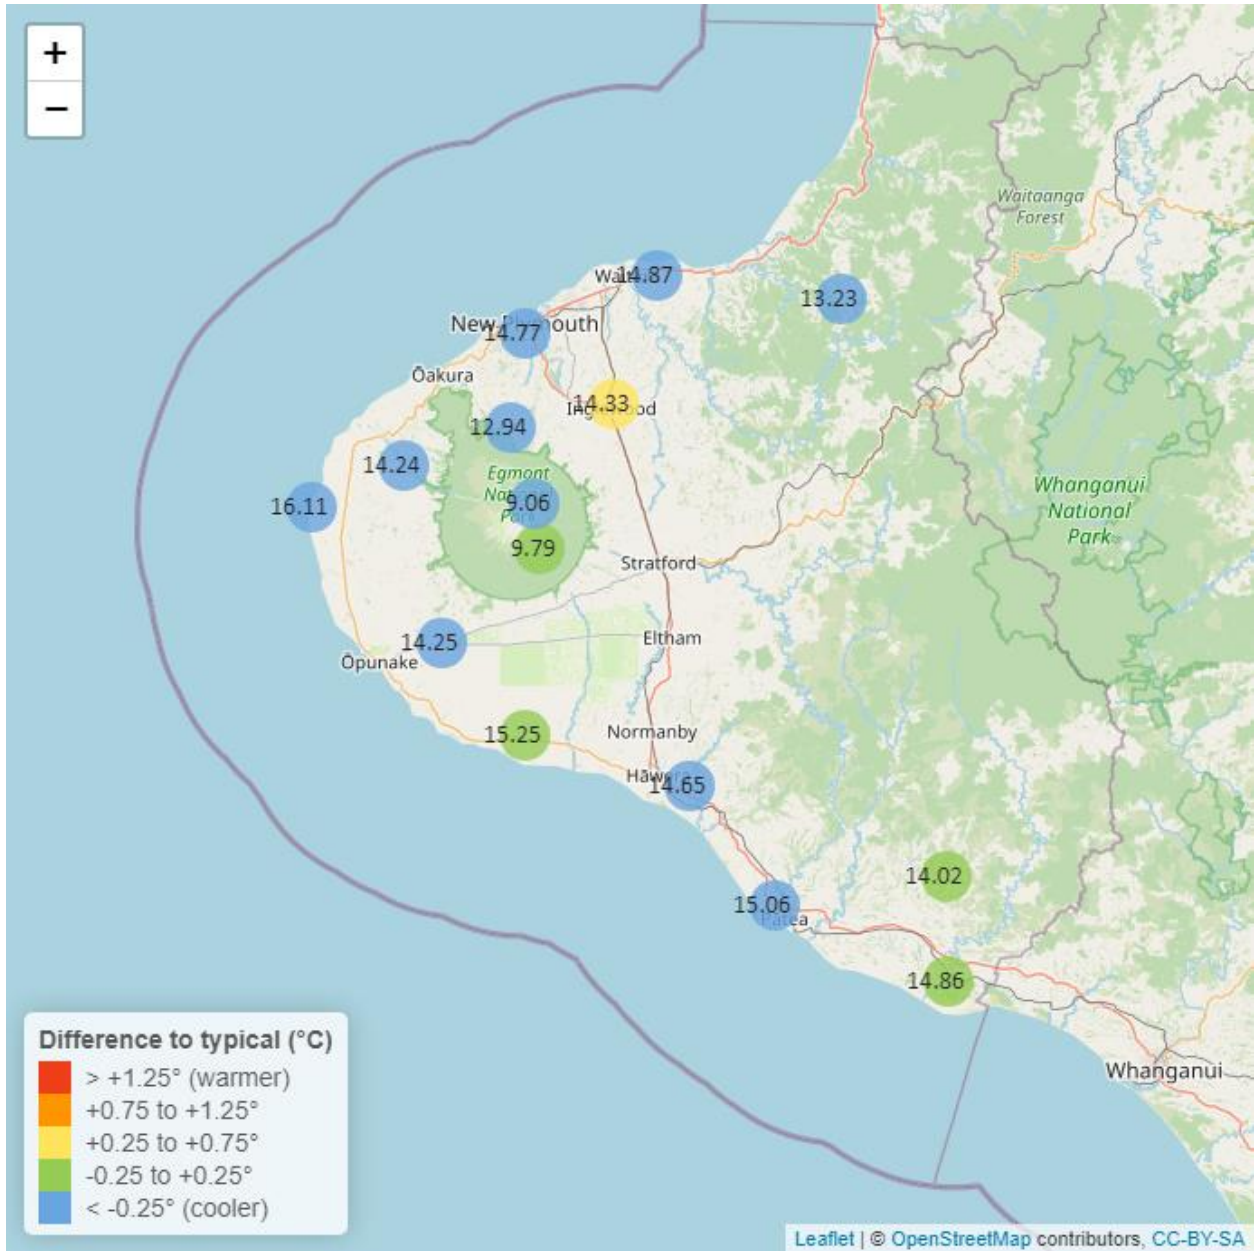 +
−
Waitaanga
Forest
14.87
13.23
14.77
Ōakura
14.33
12.94
14.24
Egmont
16.11
9.06
Whanganui
National
Park
9.79
Stratford
14.25
Eltham
Ōpunake
15.25
Normanby
14.65
14.02
15.06
14.86
Difference to typical (°C)
> +1.25° (warmer)
+0.75 to +1.25°
+0.25 to +0.75°
-0.25 to +0.25°
< -0.25° (cooler)
Whanganui
Leaflet | © OpenStreetMap contributors, CC-BY-SA